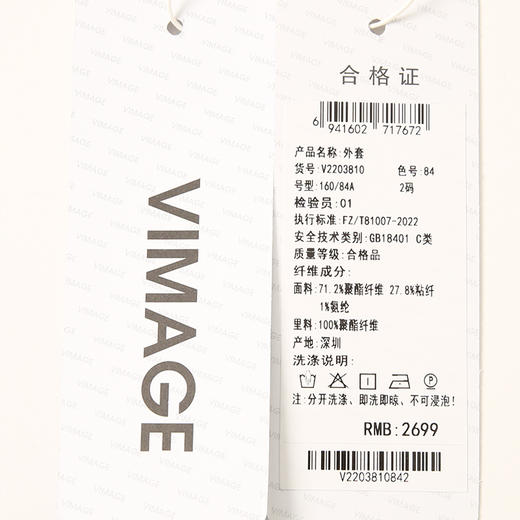 VIMAGE
合格证
6 941602 717672
产品名称:外套
货号:V2203810 色号:84
号型:160/84A 2码
检验员:01
执行标准:FZ/T81007-2022
安全技术类别:GB18401 C类
质量等级:合格品
纤维成分:
面料:71.2%聚酯纤维 27.8%粘纤
1%氨纶
里料:100%聚酯纤维
产地:深圳
洗涤说明:
注:分开洗涤、即洗即晾、不可浸泡!
RMB:2699
V2203810842